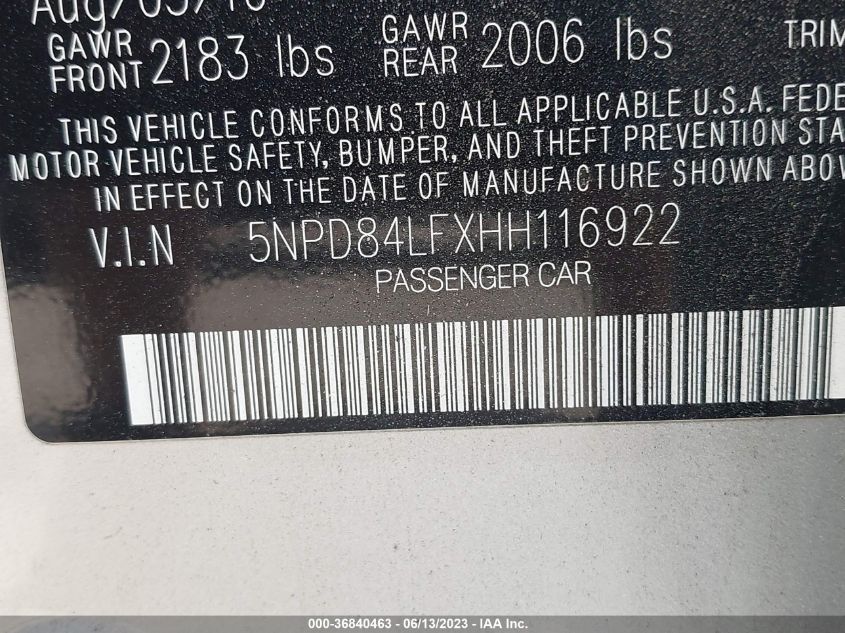 GAWR FRONT 2183 lbs GAWR REAR 2006 lbs TRIM
THIS VEHICLE CONFORMS TO ALL APPLICABLE U.S.A. FEDE
MOTOR VEHICLE SAFETY, BUMPER, AND THEFT PREVENTION STA
IN EFFECT ON THE DATE OF MANUFACTURE SHOWN ABOV
V.I.N 5NPD84LFXHH116922
PASSENGER CAR
000-36840463 - 06/13/2023 - IAA Inc.